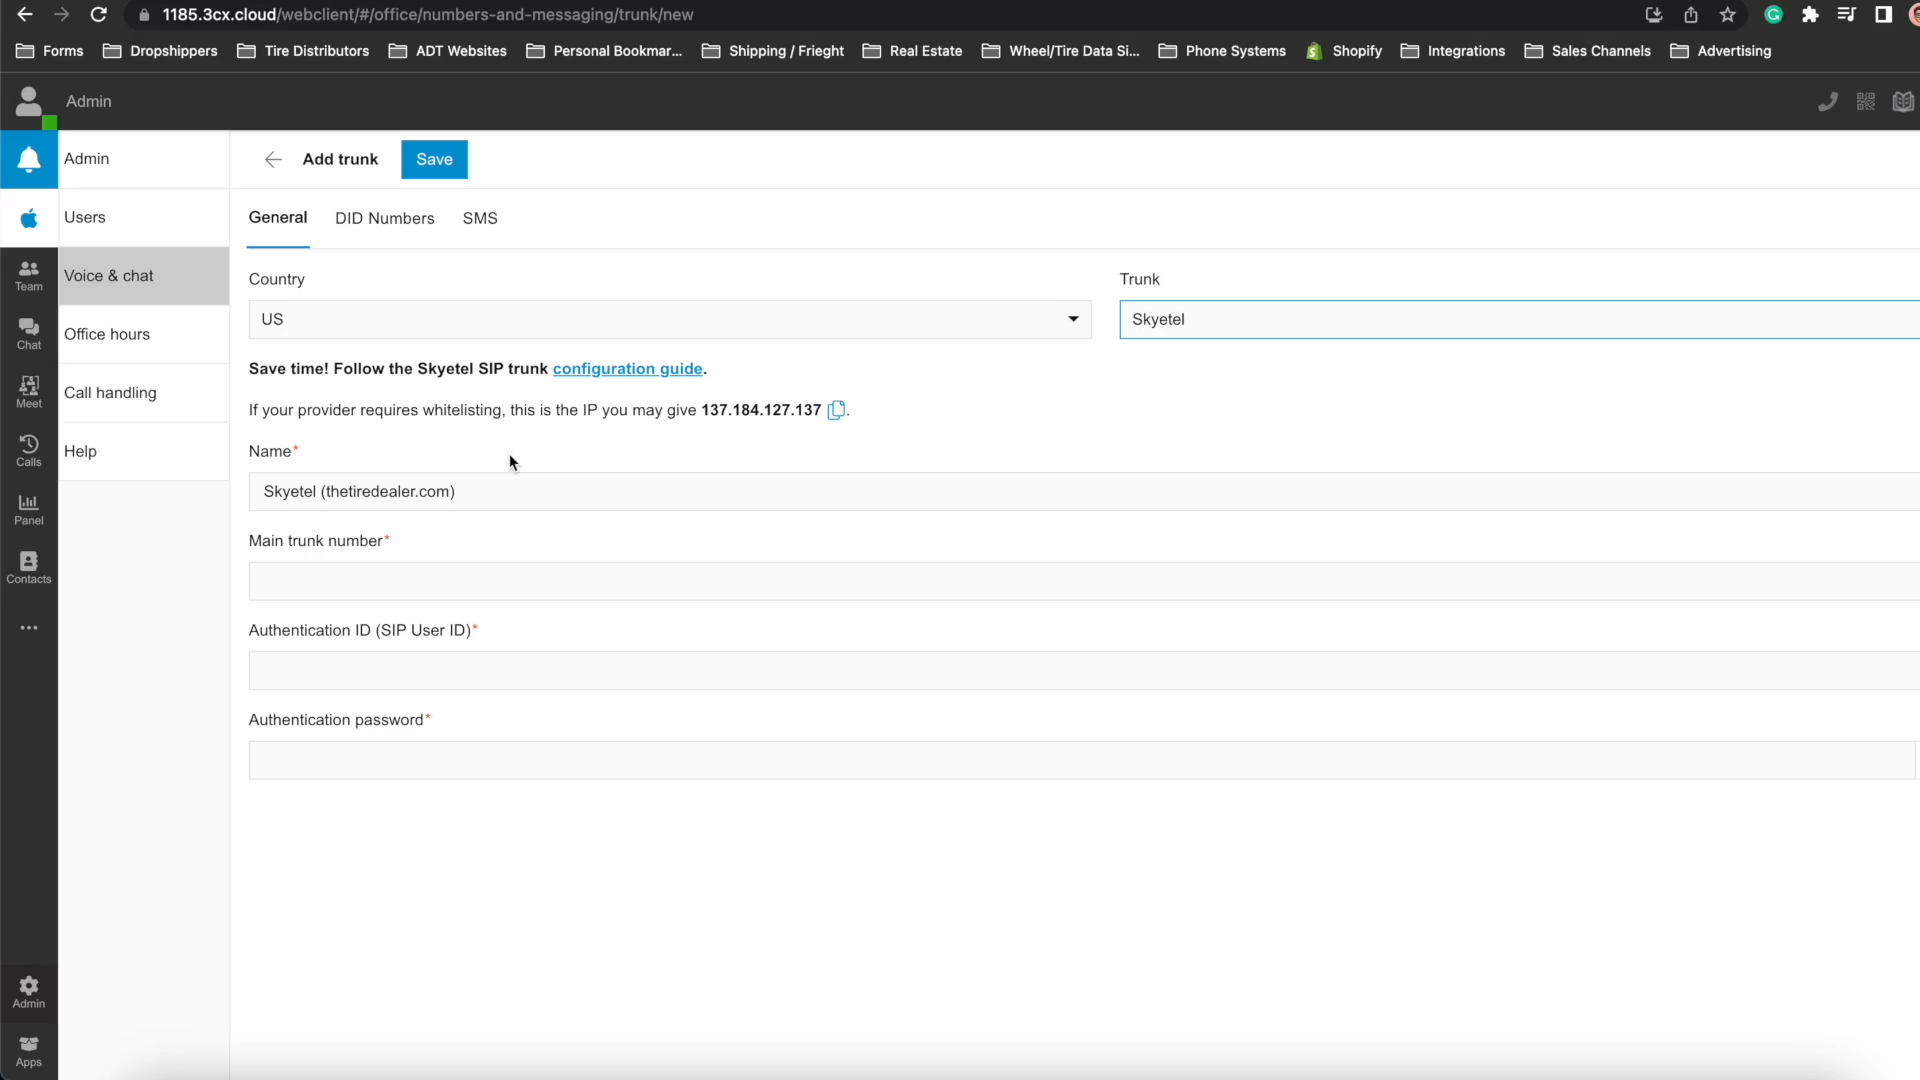 1185.3cx.cloud/webclient/#/office/numbers-and-messaging/trunk/new
Forms Dropshippers Tire Distributors ADT Websites Personal Bookmar... Shipping / Frieght Real Estate Wheel/Tire Data Si... Phone Systems Shopify Integrations Sales Channels Advertising
Admin
Admin
Add trunk Save
Users
General DID Numbers SMS
Team
Voice & chat
Country Trunk
US Skyetel
Chat
Office hours
Save time! Follow the Skyetel SIP trunk configuration guide.
Meet
Call handling
If your provider requires whitelisting, this is the IP you may give 137.184.127.137 .
Calls
Help
Name*
Skyetel (thetiredealer.com)
Panel
Main trunk number*
Contacts
Authentication ID (SIP User ID)*
Authentication password*
Admin
Apps